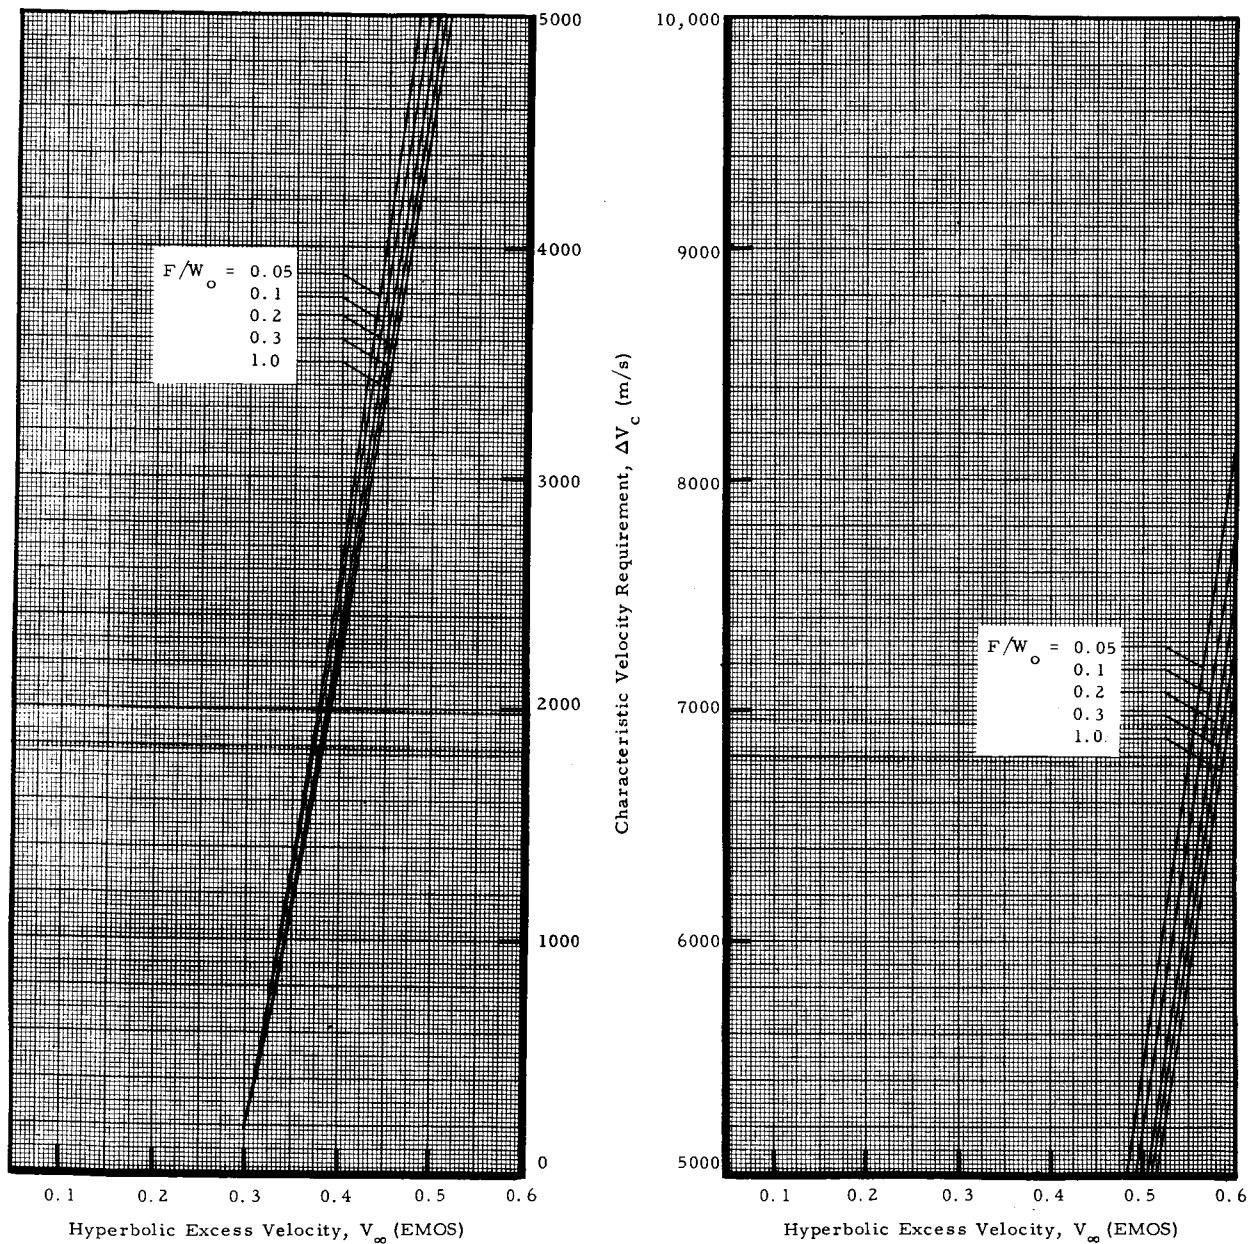 5000
4000
3000
2000
1000
0
F/Wo = 0.05
0.1
0.2
0.3
1.0
0.1 0.2 0.3 0.4 0.5 0.6
Hyperbolic Excess Velocity, V∞ (EMOS)
Characteristic Velocity Requirement, ΔVc (m/s)
10,000
9000
8000
7000
6000
5000
F/Wo = 0.05
0.1
0.2
0.3
1.0
0.1 0.2 0.3 0.4 0.5 0.6
Hyperbolic Excess Velocity, V∞ (EMOS)